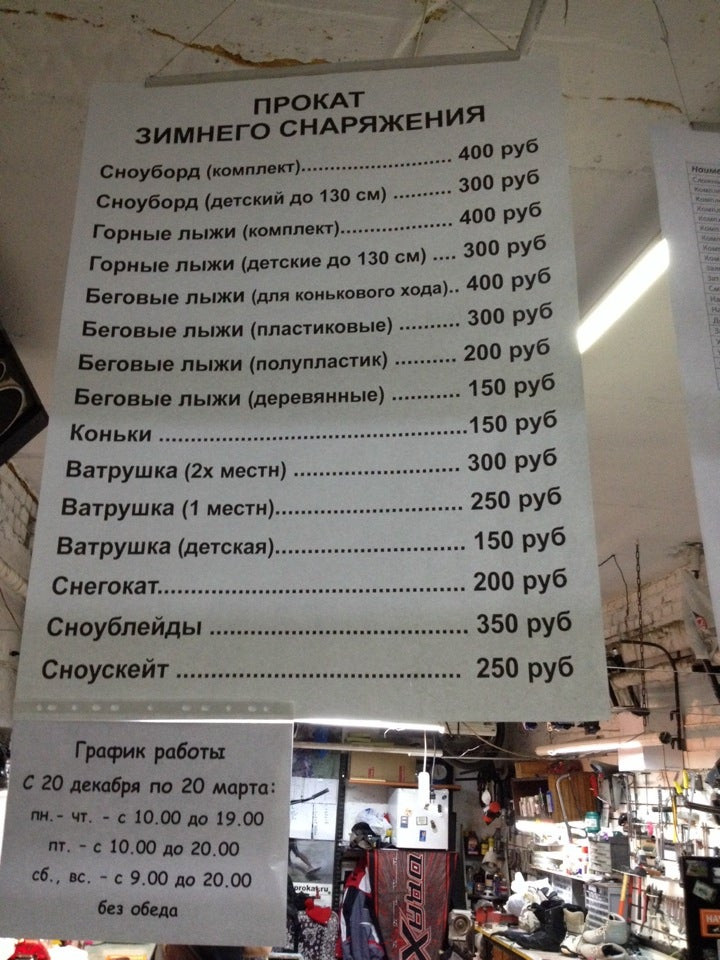 ПРОКАТ
ЗИМНЕГО СНАРЯЖЕНИЯ
Сноуборд (комплект)............................ 400 руб
Сноуборд (детский до 130 см) .......... 300 руб
Горные лыжи (комплект)..................... 400 руб
Горные лыжи (детские до 130 см) .... 300 руб
Беговые лыжи (для конькового хода).. 400 руб
Беговые лыжи (пластиковые) .......... 300 руб
Беговые лыжи (полупластик) .......... 200 руб
Беговые лыжи (деревянные) ........... 150 руб
Коньки .................................................150 руб
Ватрушка (2х местн) .......................... 300 руб
Ватрушка (1 местн)............................. 250 руб
Ватрушка (детская)............................. 150 руб
Снегокат.............................................. 200 руб
Сноублейды ....................................... 350 руб
Сноускейт ........................................... 250 руб
График работы
С 20 декабря по 20 марта:
пн.- чт. - с 10.00 до 19.00
пт. - с 10.00 до 20.00
сб., вс. - с 9.00 до 20.00
без обеда
prokat.ru